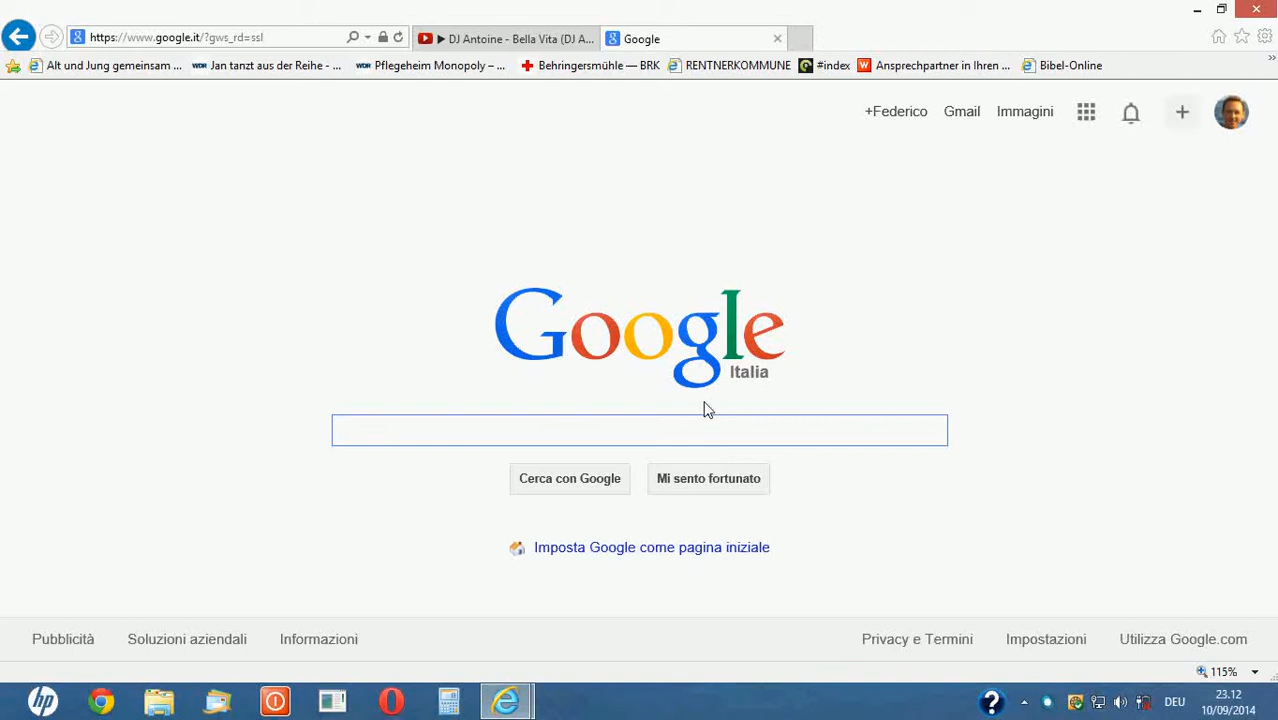 https://www.google.it/?gws_rd=ssl
▶ DJ Antoine - Bella Vita (DJ A...
Google
Alt und Jung gemeinsam ...
WDR Jan tanzt aus der Reihe - ...
WDR Pflegeheim Monopoly – ...
Behringersmühle — BRK
RENTNERKOMMUNE
#index
W Ansprechpartner in Ihren ...
Bibel-Online
+Federico Gmail Immagini
Google
Italia
Cerca con Google
Mi sento fortunato
Imposta Google come pagina iniziale
Pubblicità Soluzioni aziendali Informazioni Privacy e Termini Impostazioni Utilizza Google.com
115%
hp
DEU
23.12
10/09/2014